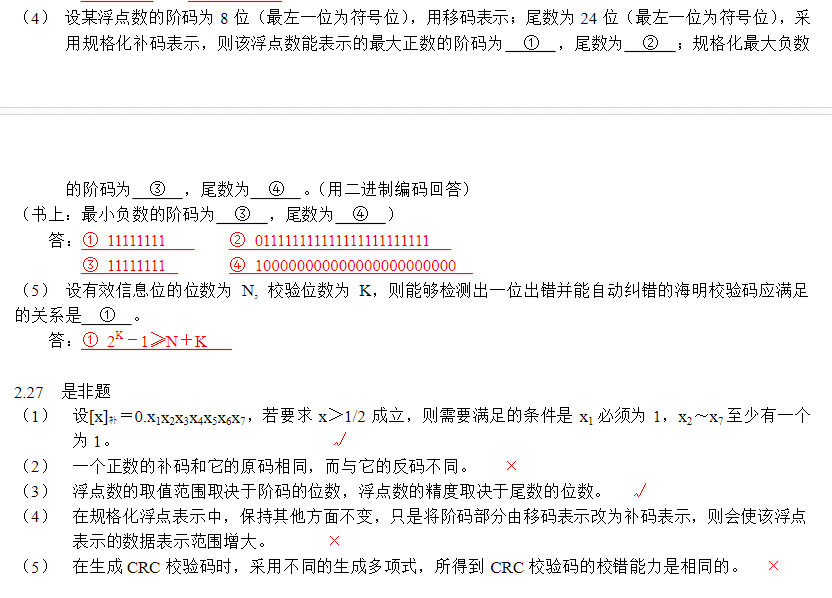 (4) 设某浮点数的阶码为 8 位（最左一位为符号位），用移码表示；尾数为 24 位（最左一位为符号位），采
用规格化补码表示，则该浮点数能表示的最大正数的阶码为 ① ，尾数为 ② ；规格化最大负数
的阶码为 ③ ，尾数为 ④ 。（用二进制编码回答）
（书上：最小负数的阶码为 ③ ，尾数为 ④ ）
答：① 11111111 ② 011111111111111111111111
③ 11111111 ④ 100000000000000000000000
（5） 设有效信息位的位数为 N, 校验位数为 K，则能够检测出一位出错并能自动纠错的海明校验码应满足
的关系是 ① 。
答：① 2^K－1≥N＋K
2.27 是非题
（1） 设[x]补＝0.x₁x₂x₃x₄x₅x₆x₇，若要求 x＞1/2 成立，则需要满足的条件是 x₁ 必须为 1，x₂～x₇ 至少有一个
为 1。 √
（2） 一个正数的补码和它的原码相同，而与它的反码不同。 ×
（3） 浮点数的取值范围取决于阶码的位数，浮点数的精度取决于尾数的位数。 √
（4） 在规格化浮点表示中，保持其他方面不变，只是将阶码部分由移码表示改为补码表示，则会使该浮点
表示的数据表示范围增大。 ×
（5） 在生成 CRC 校验码时，采用不同的生成多项式，所得到 CRC 校验码的校错能力是相同的。 ×